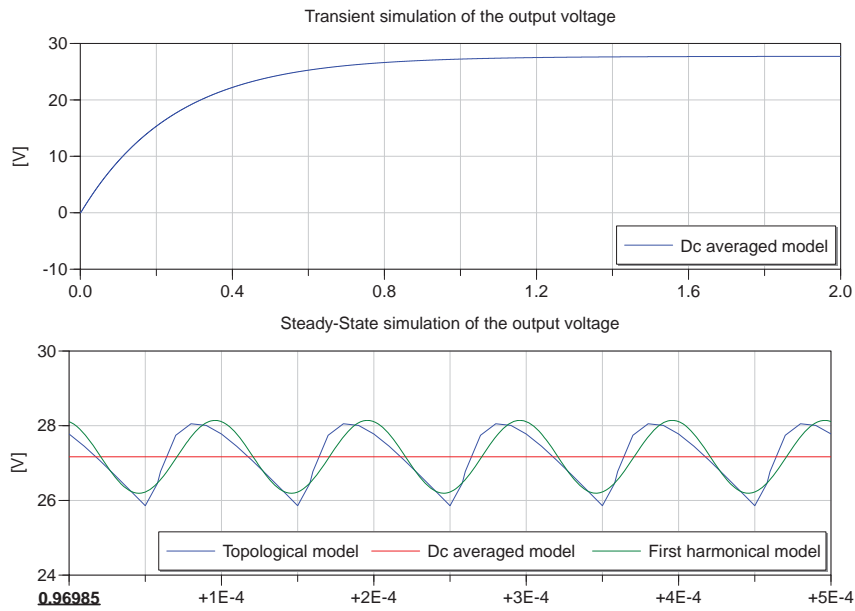 Transient simulation of the output voltage
30
20
10
0
-10
[V]
Dc averaged model
0.0 0.4 0.8 1.2 1.6 2.0
Steady-State simulation of the output voltage
30
28
26
24
[V]
Topological model Dc averaged model First harmonical model
0.96985 +1E-4 +2E-4 +3E-4 +4E-4 +5E-4